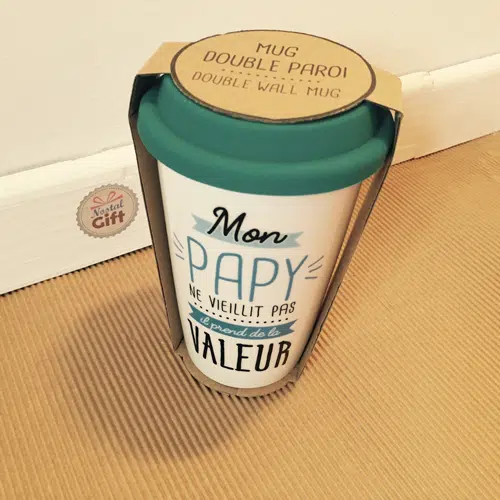 MUG
DOUBLE PAROI
DOUBLE WALL MUG
Nostal
Gift
Mon
PAPY
NE VIEILLIT PAS
il prend de la
VALEUR